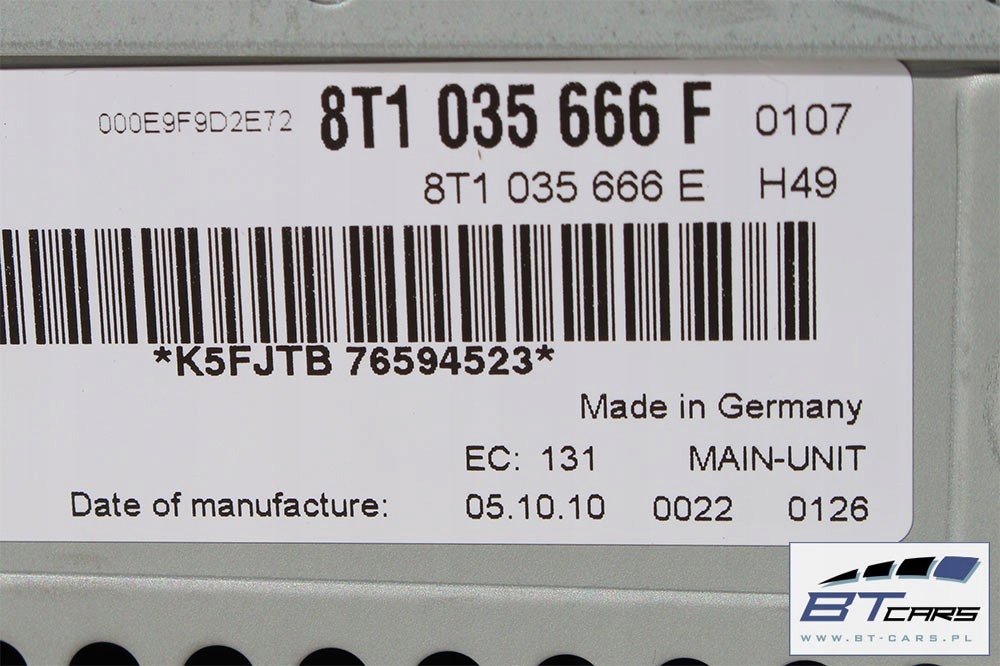 000E9F9D2E72 8T1 035 666 F 0107
8T1 035 666 E H49
*K5FJTB 76594523*
Made in Germany
EC: 131 MAIN-UNIT
Date of manufacture: 05.10.10 0022 0126
BT CARS
WWW.BT-CARS.PL